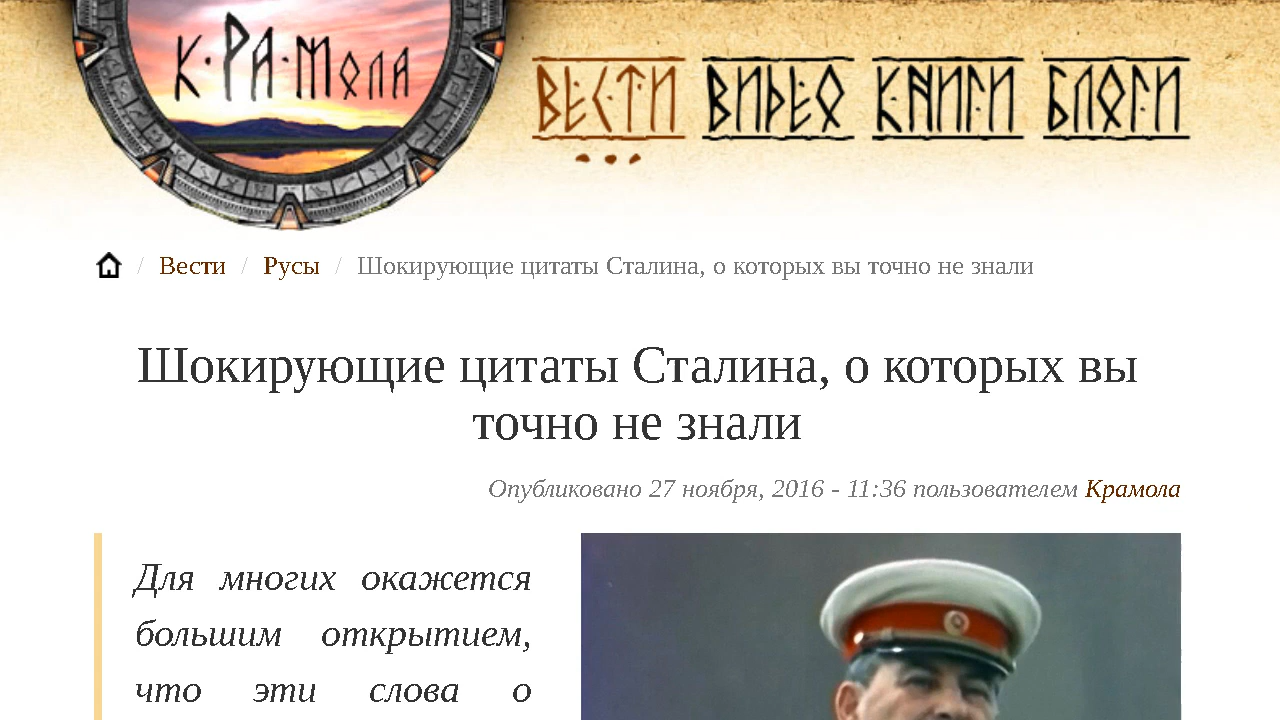 К·РА·Мола
ВЕСТИ ВИДЕО КНИГИ БЛОГИ
/ Вести / Русы / Шокирующие цитаты Сталина, о которых вы точно не знали
Шокирующие цитаты Сталина, о которых вы
точно не знали
Опубликовано 27 ноября, 2016 - 11:36 пользователем Крамола
Для многих окажется
большим открытием,
что эти слова о